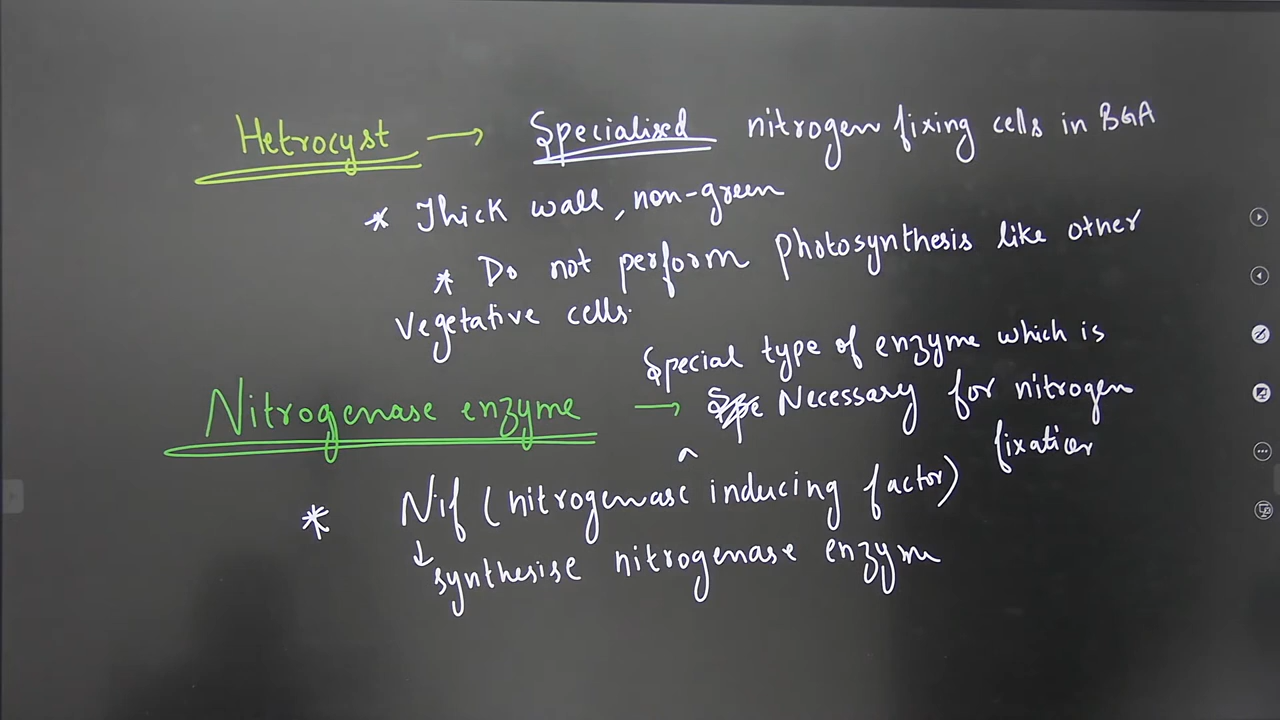 Hetrocyst → Specialised nitrogen fixing cells in BGA
* Thick wall, non-green
* Do not perform photosynthesis like other
vegetative cells.
Special type of enzyme which is
Nitrogenase enzyme → Necessary for nitrogen
fixation
* Nif (nitrogenase inducing factor)
↓ synthesise nitrogenase enzyme